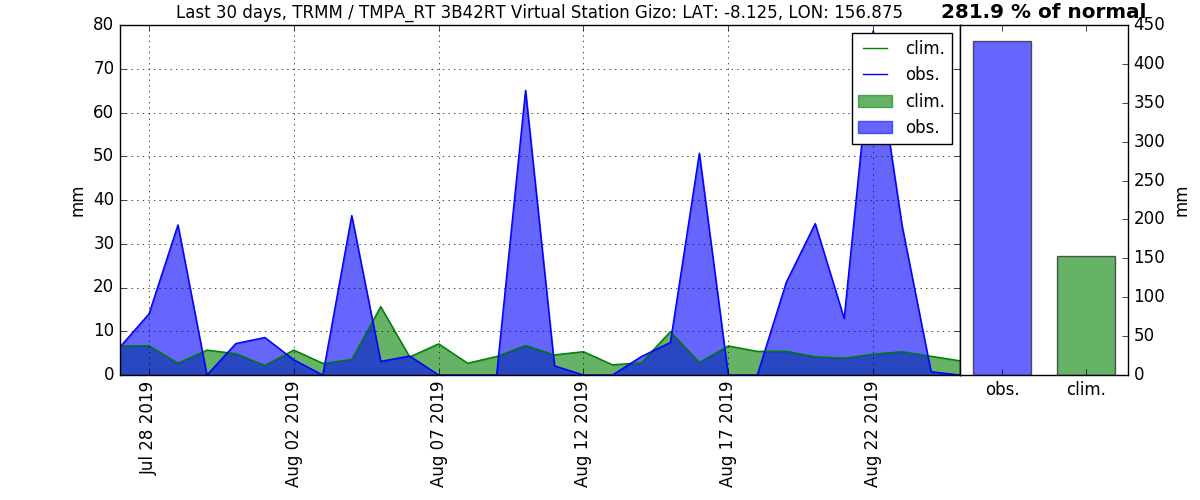 Last 30 days, TRMM / TMPA_RT 3B42RT Virtual Station Gizo: LAT: -8.125, LON: 156.875
281.9 % of normal
80
70
60
50
40
30
20
10
0
mm
clim.
obs.
clim.
obs.
Jul 28 2019
Aug 02 2019
Aug 07 2019
Aug 12 2019
Aug 17 2019
Aug 22 2019
450
400
350
300
250
200
150
100
50
0
mm
obs.
clim.